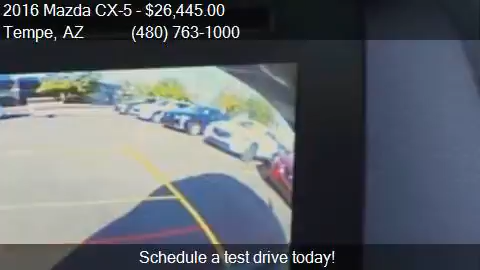 2016 Mazda CX-5 - $26,445.00
Tempe, AZ (480) 763-1000
Schedule a test drive today!